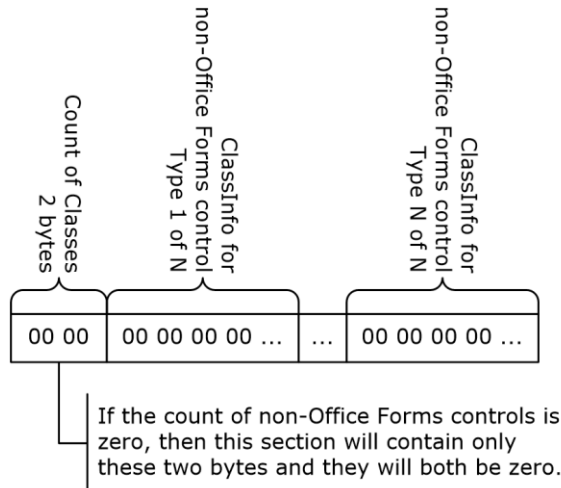 Count of Classes
2 bytes
ClassInfo for
non-Office Forms control
Type 1 of N
ClassInfo for
non-Office Forms control
Type N of N
00 00
00 00 00 00 ...
...
00 00 00 00 ...
If the count of non-Office Forms controls is
zero, then this section will contain only
these two bytes and they will both be zero.